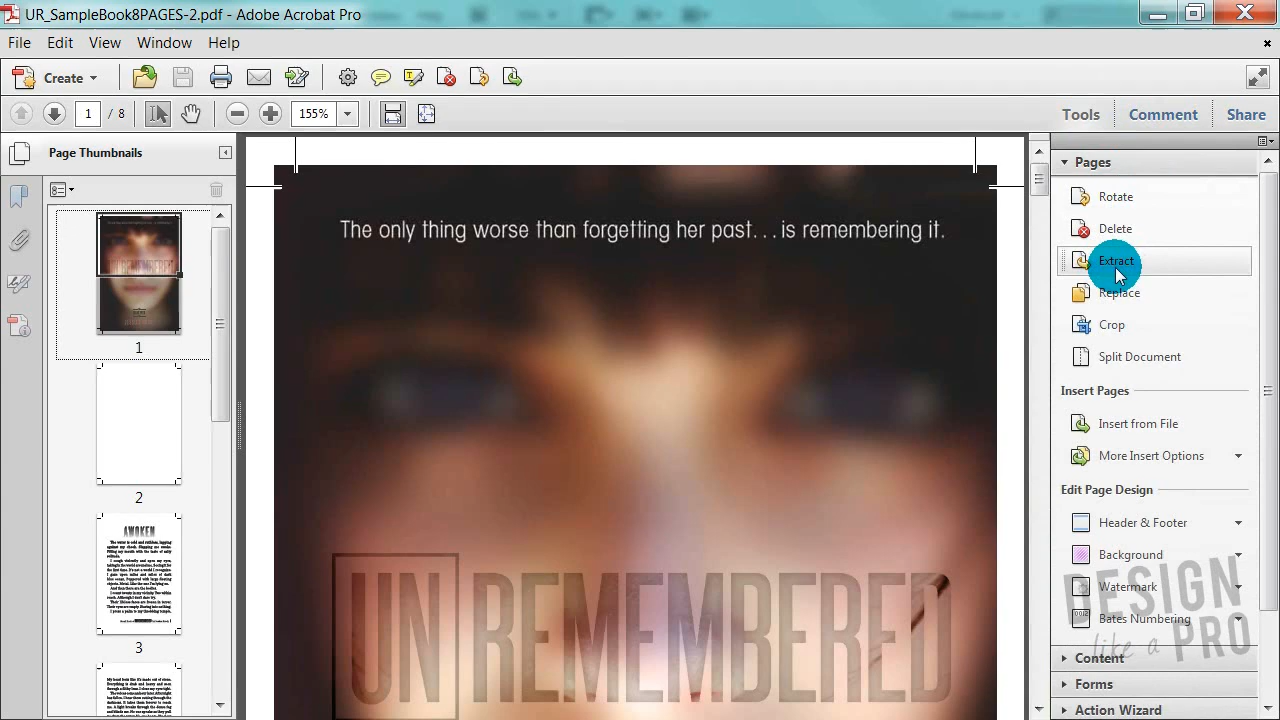 UR_SampleBook8PAGES-2.pdf - Adobe Acrobat Pro
File Edit View Window Help
Create
1 / 8 155% Tools Comment Share
Page Thumbnails
1
2
AWOKEN
3
The only thing worse than forgetting her past...is remembering it.
UNREMEMBERED
Pages
Rotate
Delete
Extract
Replace
Crop
Split Document
Insert Pages
Insert from File
More Insert Options
Edit Page Design
Header & Footer
Background
Watermark
Bates Numbering
Content
Forms
Action Wizard
DESIGN
like a PRO